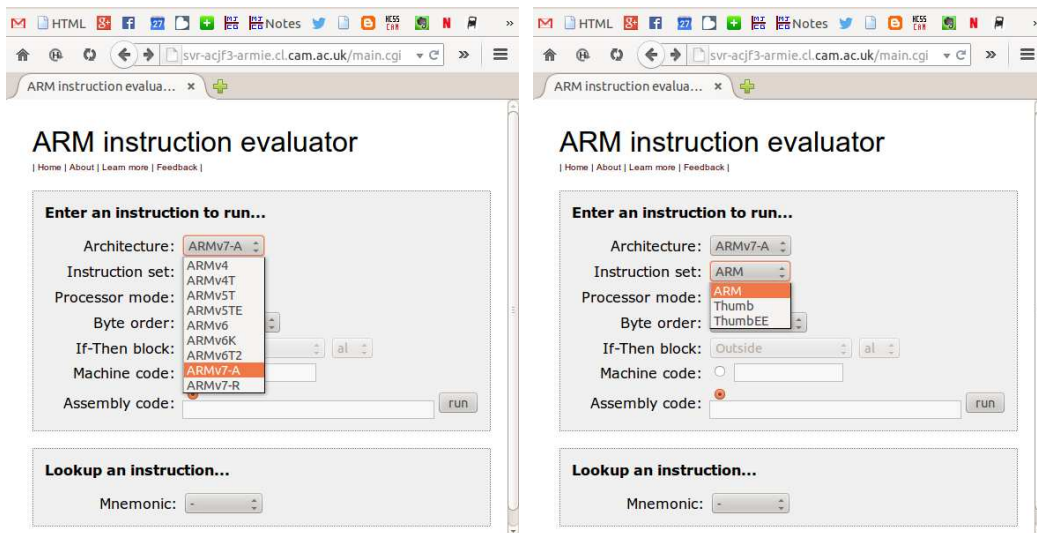 HTML 27 Notes
svr-acjf3-armie.cl.cam.ac.uk/main.cgi
ARM instruction evalua...
ARM instruction evaluator
| Home | About | Learn more | Feedback |
Enter an instruction to run...
Architecture: ARMv7-A
ARMv4
ARMv4T
ARMv5T
ARMv5TE
ARMv6
ARMv6K
ARMv6T2
ARMv7-A
ARMv7-R
Instruction set:
Processor mode:
Byte order:
If-Then block: al
Machine code:
Assembly code: run
Lookup an instruction...
Mnemonic: -
HTML 27 Notes
svr-acjf3-armie.cl.cam.ac.uk/main.cgi
ARM instruction evalua...
ARM instruction evaluator
| Home | About | Learn more | Feedback |
Enter an instruction to run...
Architecture: ARMv7-A
Instruction set: ARM
ARM
Thumb
ThumbEE
Processor mode:
Byte order:
If-Then block: Outside al
Machine code:
Assembly code: run
Lookup an instruction...
Mnemonic: -